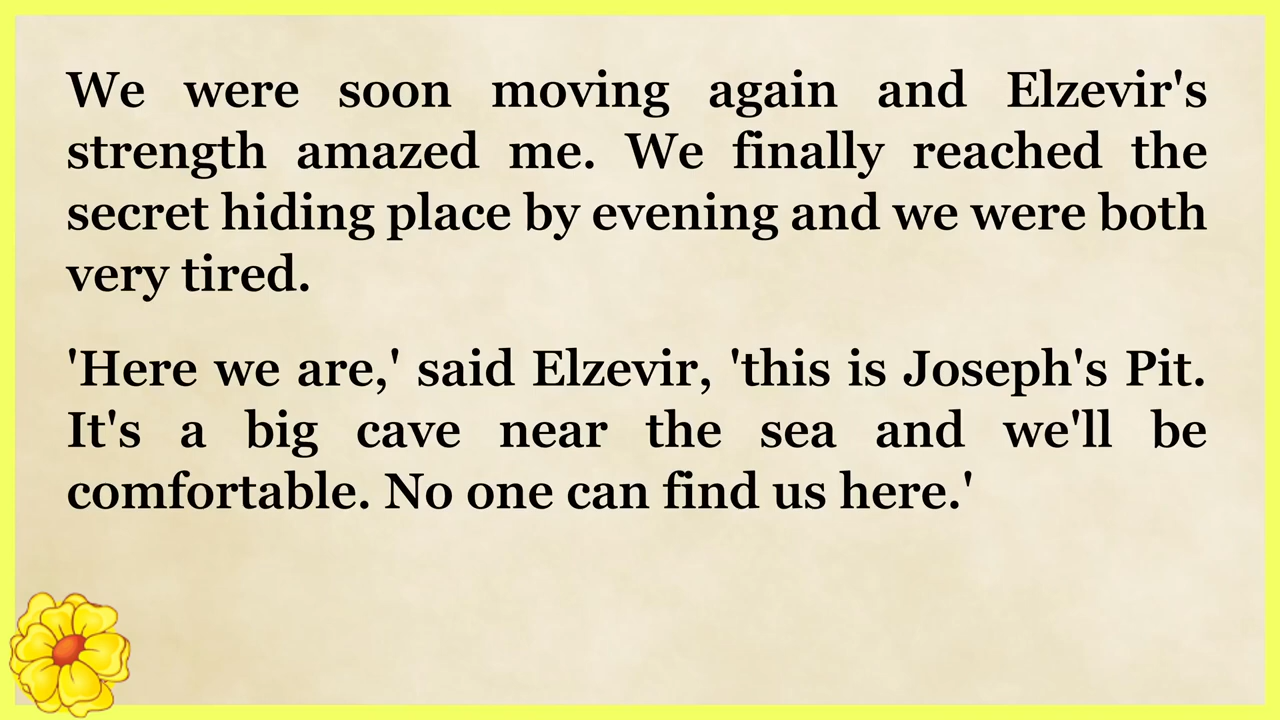 We were soon moving again and Elzevir's
strength amazed me. We finally reached the
secret hiding place by evening and we were both
very tired.
'Here we are,' said Elzevir, 'this is Joseph's Pit.
It's a big cave near the sea and we'll be
comfortable. No one can find us here.'